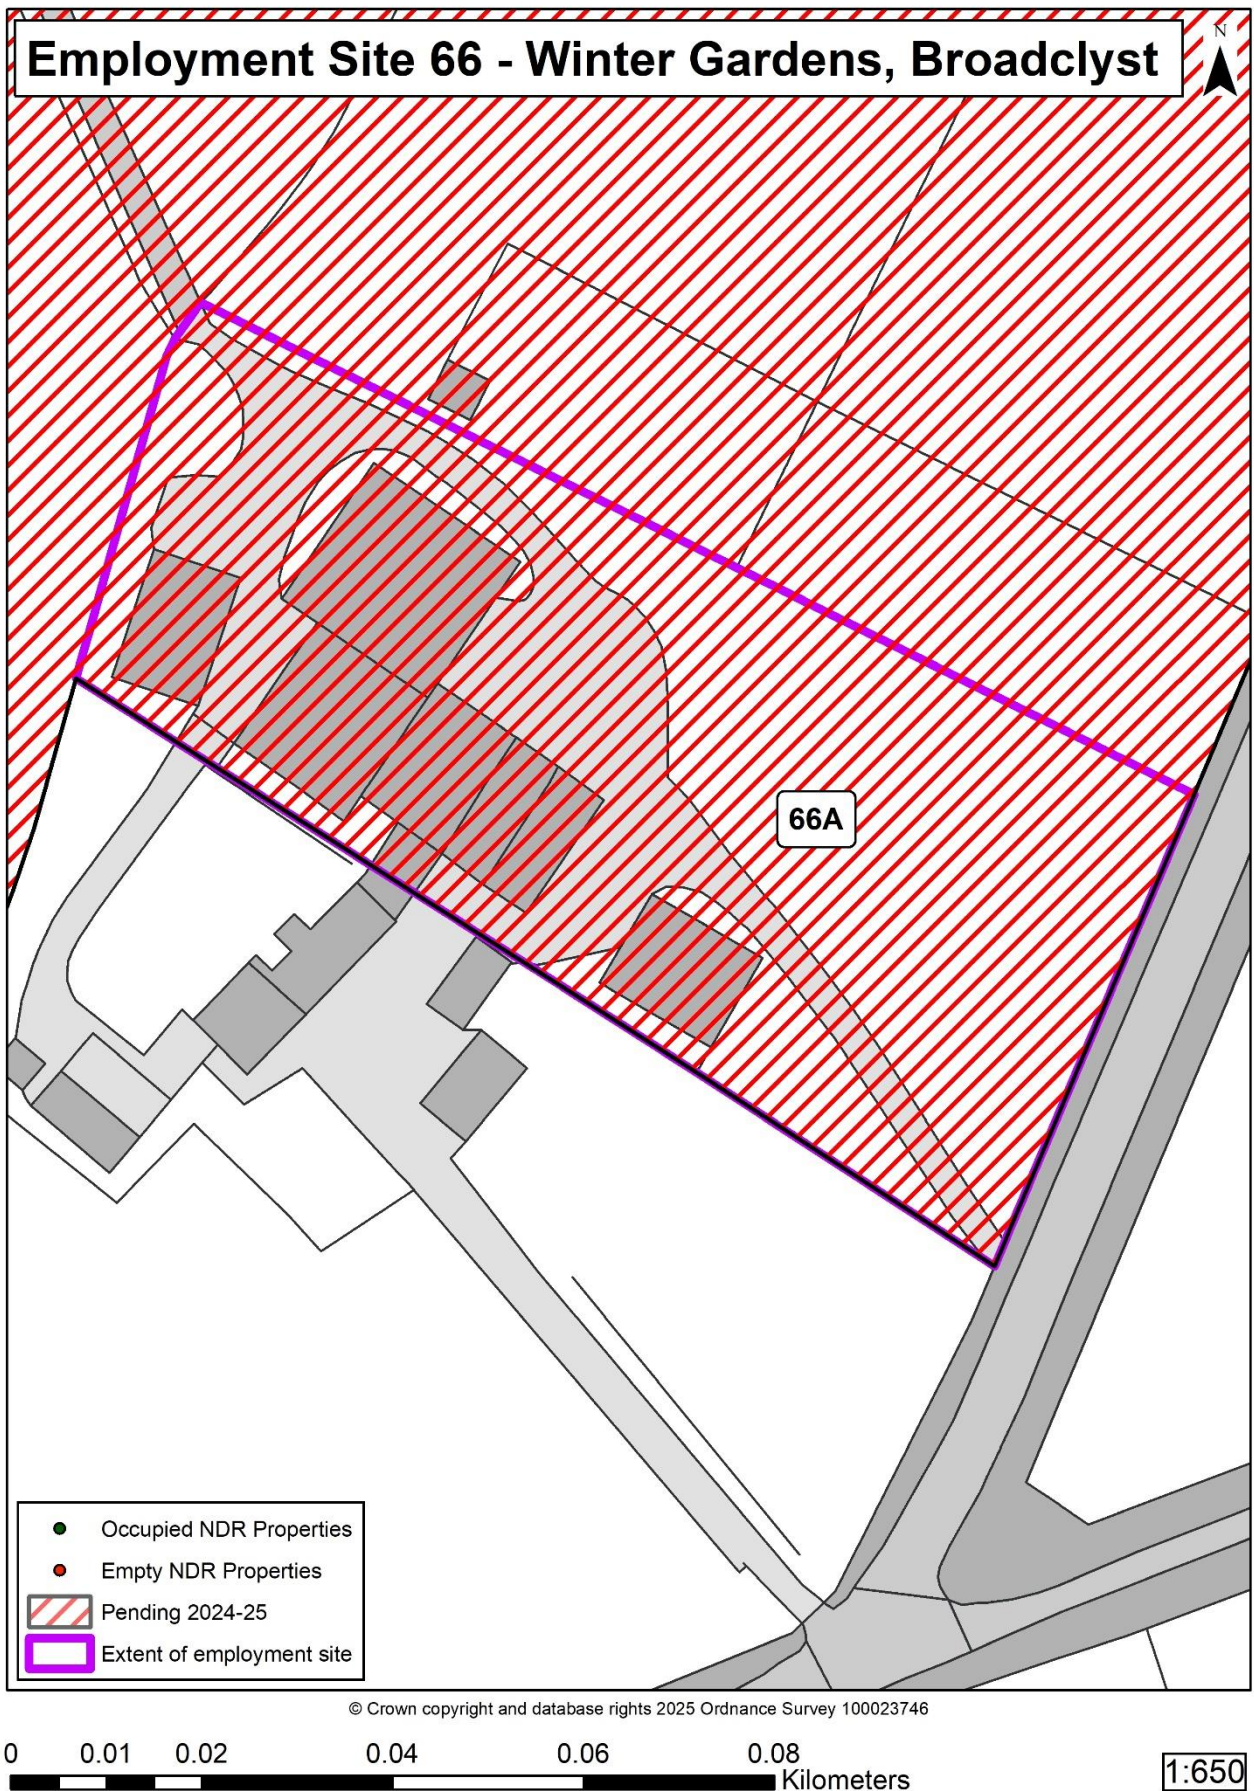 Employment Site 66 - Winter Gardens, Broadclyst
N
66A
Occupied NDR Properties
Empty NDR Properties
Pending 2024-25
Extent of employment site
© Crown copyright and database rights 2025 Ordnance Survey 100023746
0 0.01 0.02 0.04 0.06 0.08
Kilometers
1:650